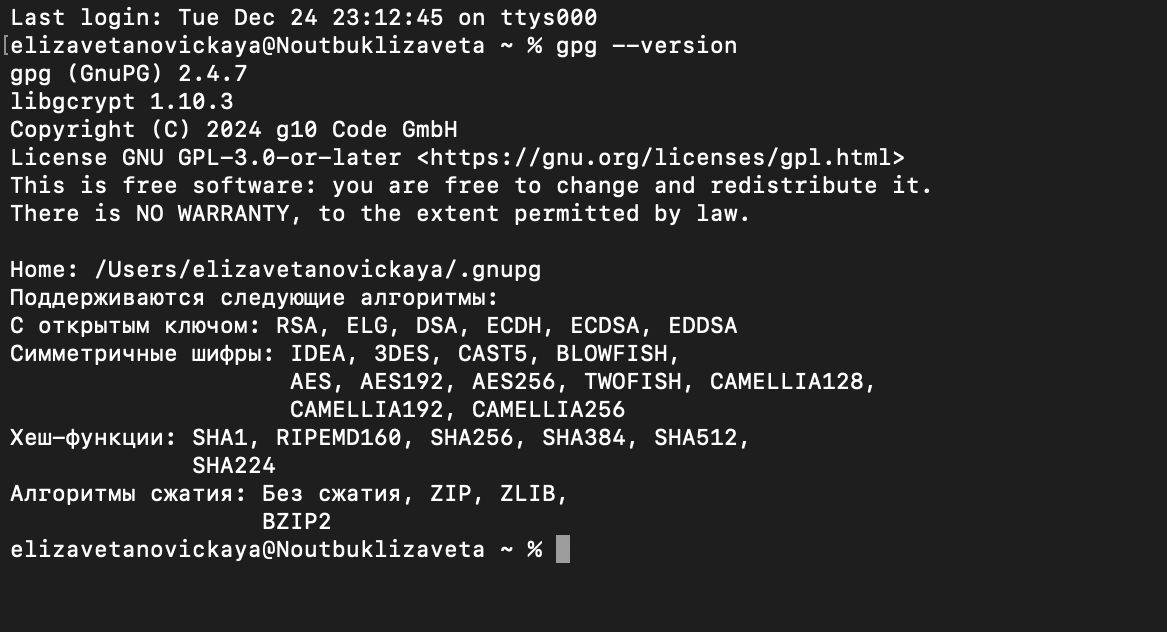 Last login: Tue Dec 24 23:12:45 on ttys000
[elizavetanovickaya@Noutbuklizaveta ~ % gpg --version
gpg (GnuPG) 2.4.7
libgcrypt 1.10.3
Copyright (C) 2024 g10 Code GmbH
License GNU GPL-3.0-or-later <https://gnu.org/licenses/gpl.html>
This is free software: you are free to change and redistribute it.
There is NO WARRANTY, to the extent permitted by law.

Home: /Users/elizavetanovickaya/.gnupg
Поддерживаются следующие алгоритмы:
С открытым ключом: RSA, ELG, DSA, ECDH, ECDSA, EDDSA
Симметричные шифры: IDEA, 3DES, CAST5, BLOWFISH,
                    AES, AES192, AES256, TWOFISH, CAMELLIA128,
                    CAMELLIA192, CAMELLIA256
Хеш-функции: SHA1, RIPEMD160, SHA256, SHA384, SHA512,
             SHA224
Алгоритмы сжатия: Без сжатия, ZIP, ZLIB,
                  BZIP2
elizavetanovickaya@Noutbuklizaveta ~ %